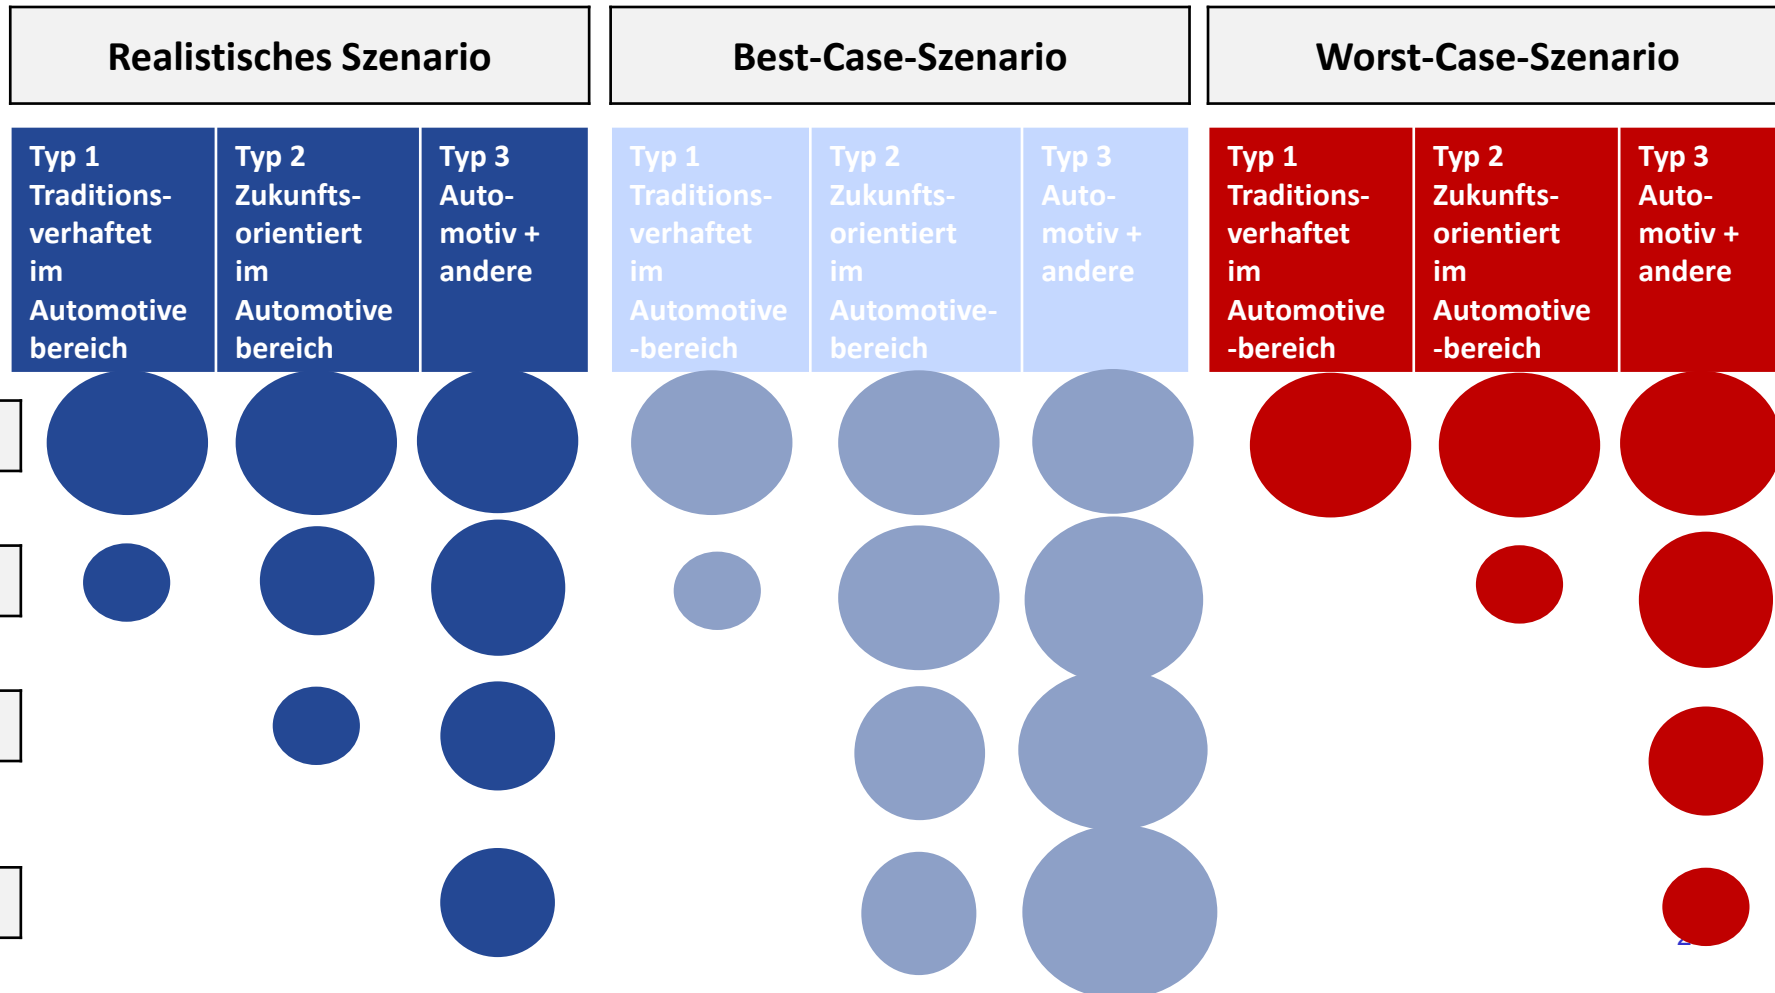 Realistisches Szenario
Best-Case-Szenario
Worst-Case-Szenario
Typ 1
Traditions-
verhaftet
im
Automotive
bereich
Typ 2
Zukunfts-
orientiert
im
Automotive
bereich
Typ 3
Auto-
motiv +
andere
Typ 1
Traditions-
verhaftet
im
Automotive
-bereich
Typ 2
Zukunfts-
orientiert
im
Automotive-
bereich
Typ 3
Auto-
motiv +
andere
Typ 1
Traditions-
verhaftet
im
Automotive
-bereich
Typ 2
Zukunfts-
orientiert
im
Automotive
-bereich
Typ 3
Auto-
motiv +
andere